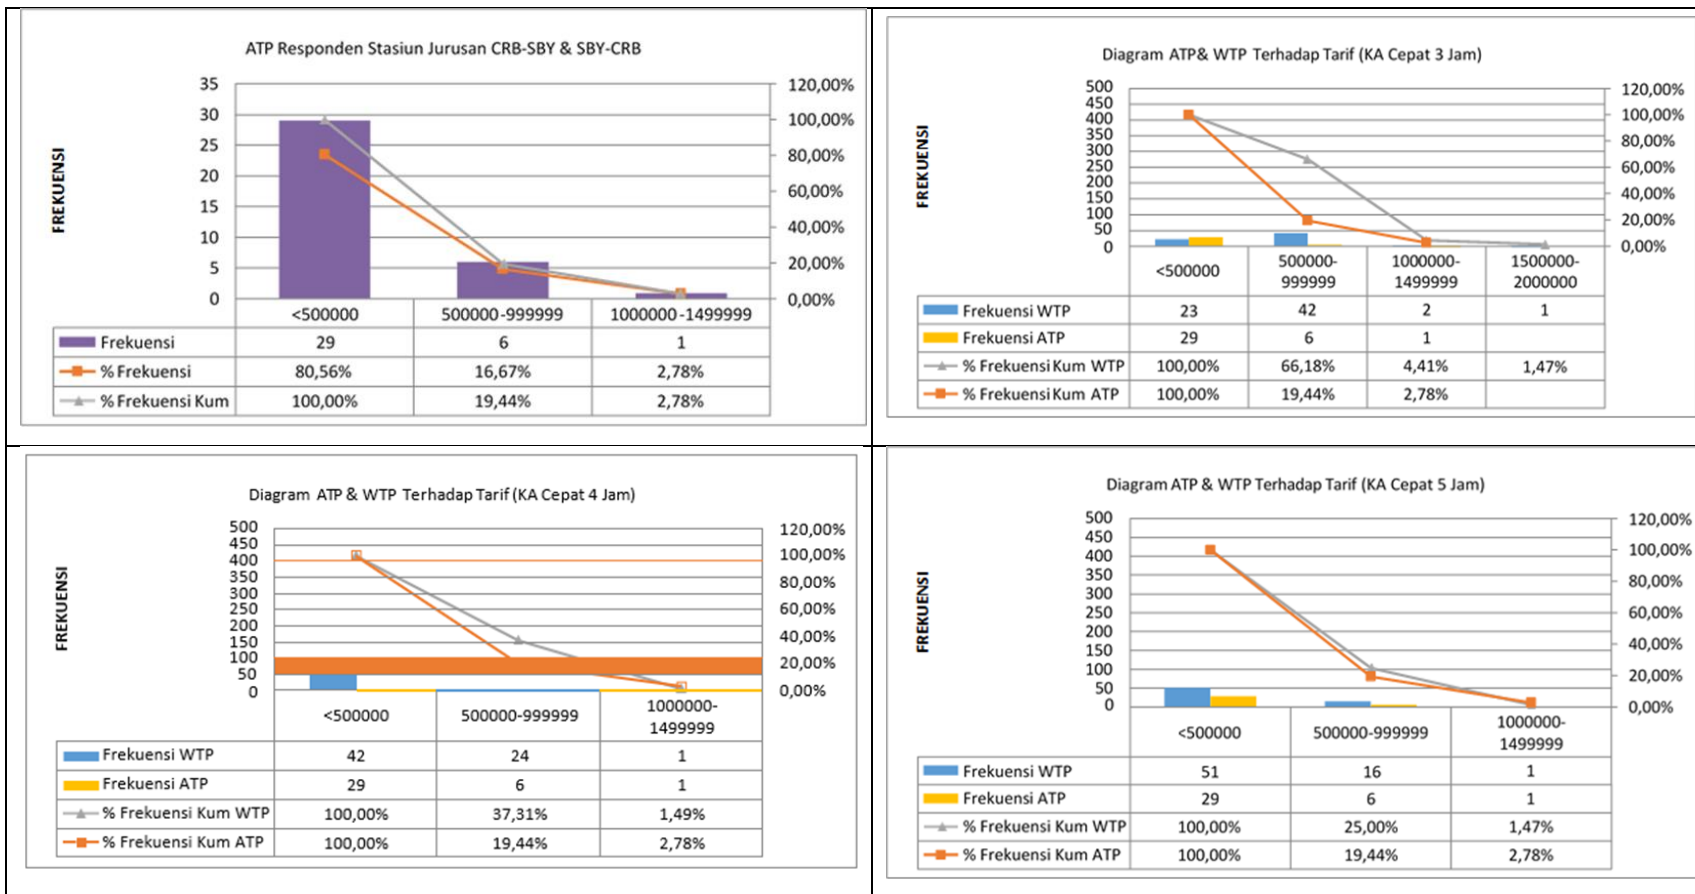 ATP Responden Stasiun Jurusan CRB-SBY & SBY-CRB
FREKUENSI
35
30
25
20
15
10
5
0
120,00%
100,00%
80,00%
60,00%
40,00%
20,00%
0,00%
<500000 500000-999999 1000000-1499999
Frekuensi 29 6 1
% Frekuensi 80,56% 16,67% 2,78%
% Frekuensi Kum 100,00% 19,44% 2,78%
Diagram ATP& WTP Terhadap Tarif (KA Cepat 3 Jam)
FREKUENSI
500
450
400
350
300
250
200
150
100
50
0
120,00%
100,00%
80,00%
60,00%
40,00%
20,00%
0,00%
<500000 500000-999999 1000000-1499999 1500000-2000000
Frekuensi WTP 23 42 2 1
Frekuensi ATP 29 6 1
% Frekuensi Kum WTP 100,00% 66,18% 4,41% 1,47%
% Frekuensi Kum ATP 100,00% 19,44% 2,78%
Diagram ATP & WTP Terhadap Tarif (KA Cepat 4 Jam)
FREKUENSI
500
450
400
350
300
250
200
150
100
50
0
120,00%
100,00%
80,00%
60,00%
40,00%
20,00%
0,00%
<500000 500000-999999 1000000-1499999
Frekuensi WTP 42 24 1
Frekuensi ATP 29 6 1
% Frekuensi Kum WTP 100,00% 37,31% 1,49%
% Frekuensi Kum ATP 100,00% 19,44% 2,78%
Diagram ATP & WTP Terhadap Tarif (KA Cepat 5 Jam)
FREKUENSI
500
450
400
350
300
250
200
150
100
50
0
120,00%
100,00%
80,00%
60,00%
40,00%
20,00%
0,00%
<500000 500000-999999 1000000-1499999
Frekuensi WTP 51 16 1
Frekuensi ATP 29 6 1
% Frekuensi Kum WTP 100,00% 25,00% 1,47%
% Frekuensi Kum ATP 100,00% 19,44% 2,78%